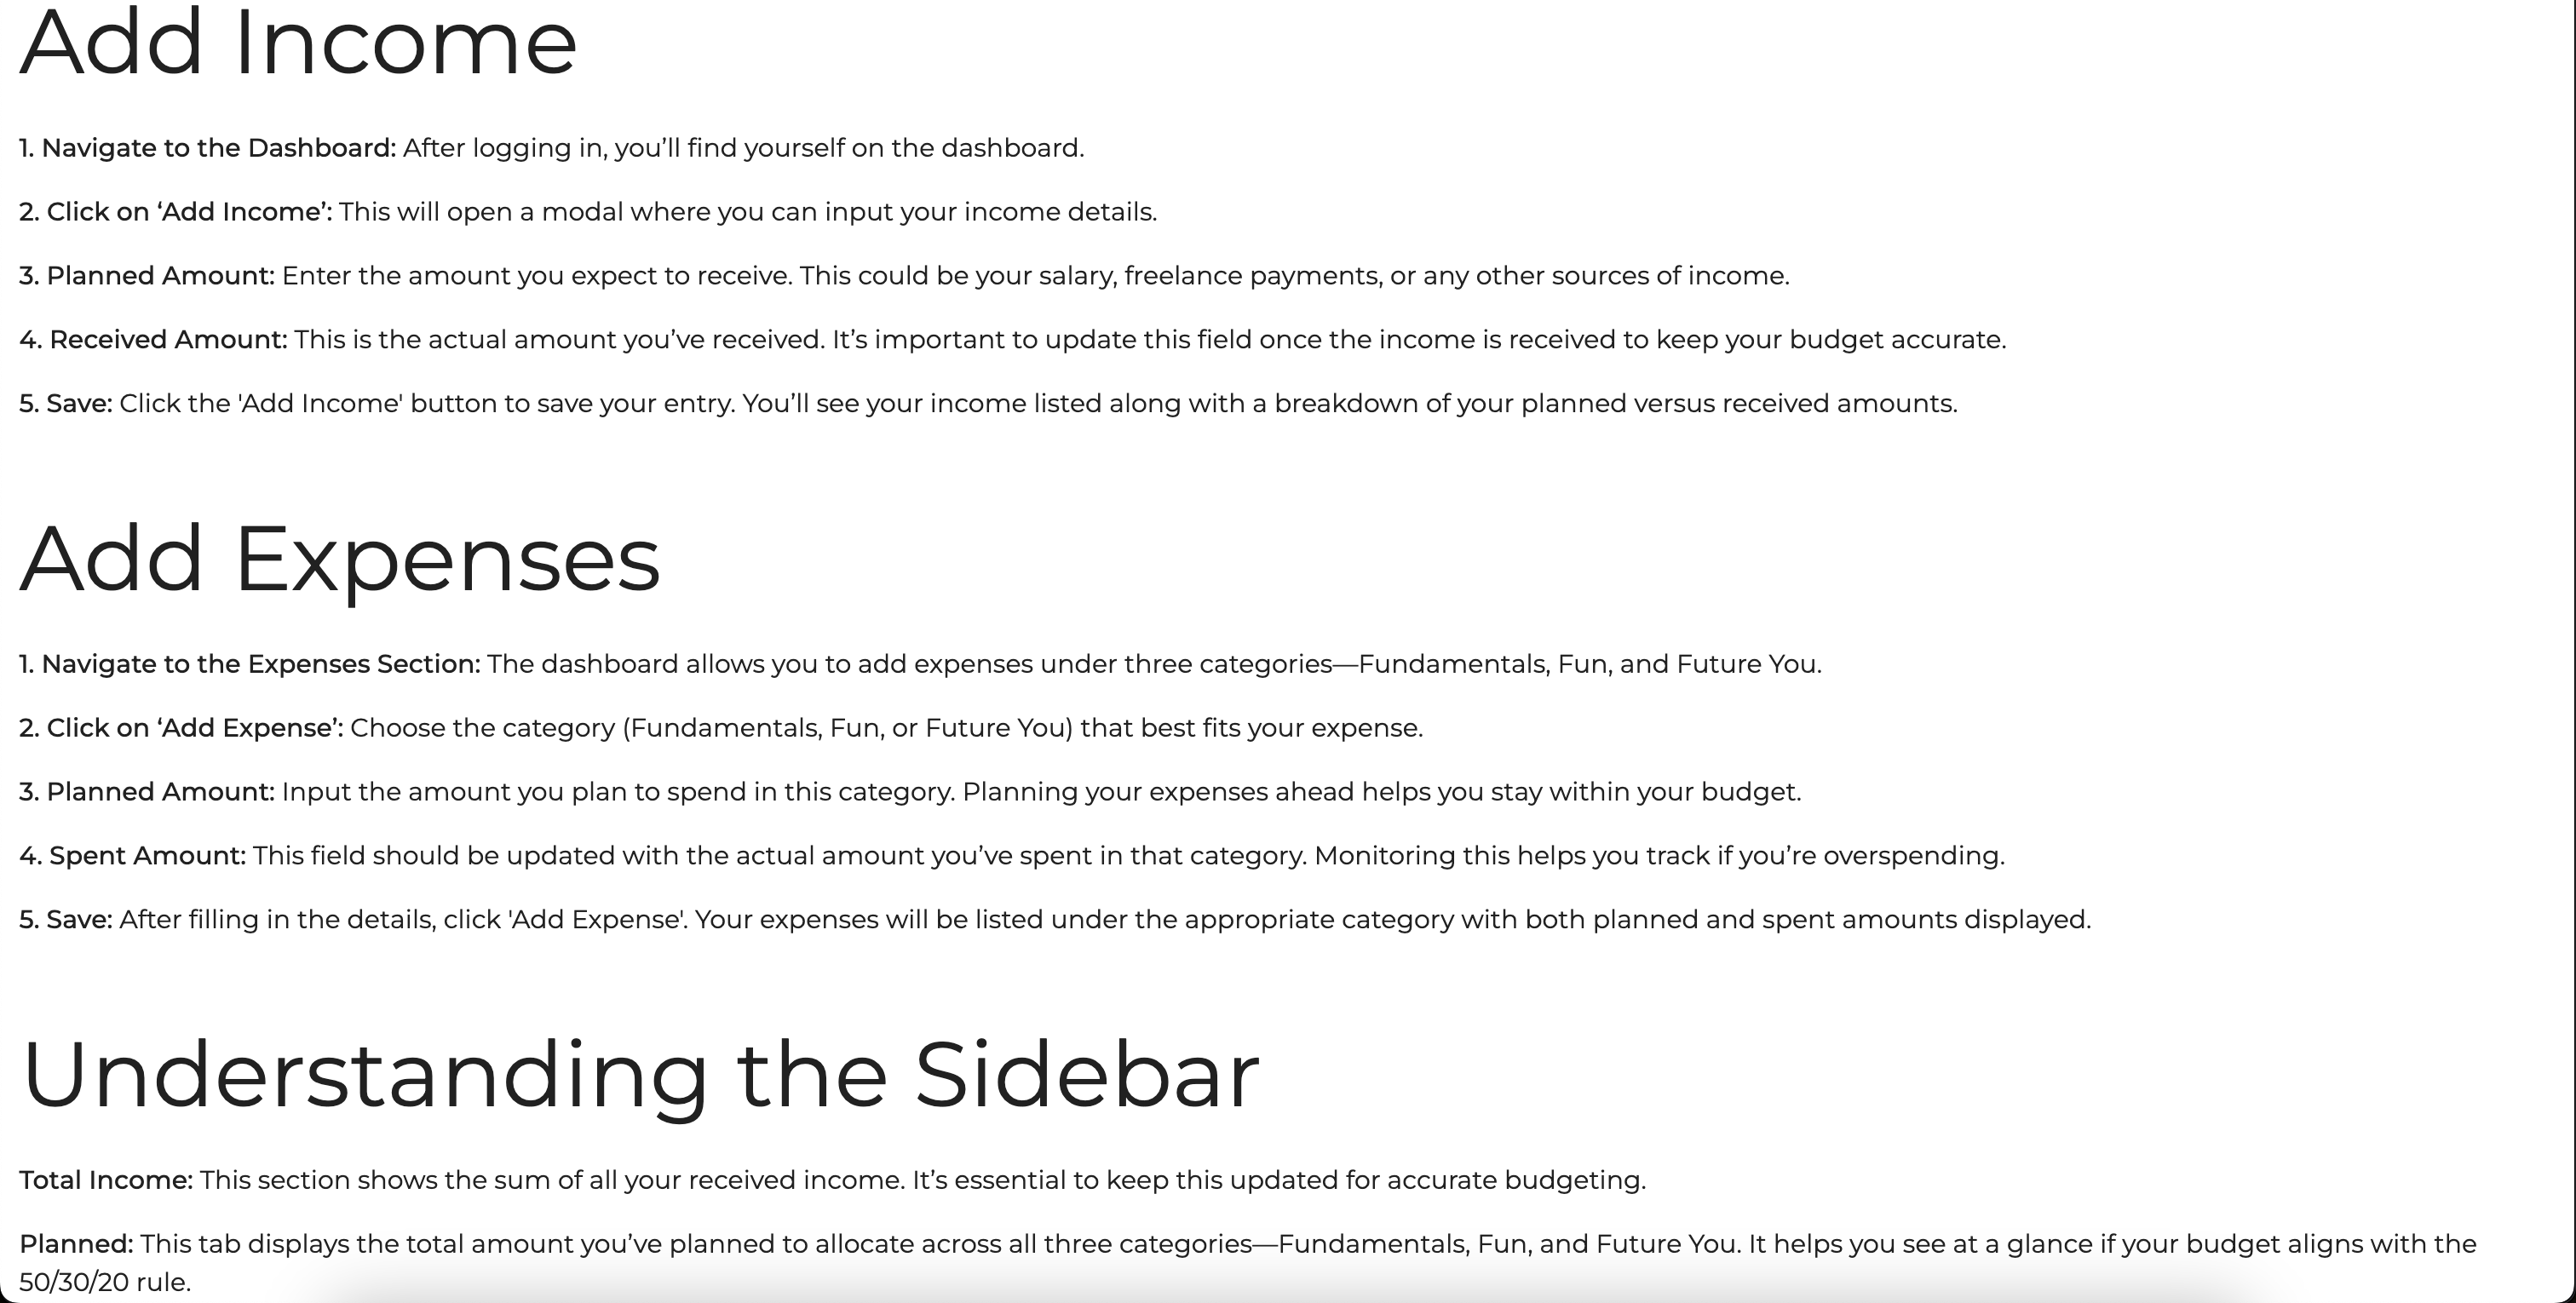 Add Income
1. Navigate to the Dashboard: After logging in, you’ll find yourself on the dashboard.
2. Click on ‘Add Income’: This will open a modal where you can input your income details.
3. Planned Amount: Enter the amount you expect to receive. This could be your salary, freelance payments, or any other sources of income.
4. Received Amount: This is the actual amount you’ve received. It’s important to update this field once the income is received to keep your budget accurate.
5. Save: Click the 'Add Income' button to save your entry. You’ll see your income listed along with a breakdown of your planned versus received amounts.
Add Expenses
1. Navigate to the Expenses Section: The dashboard allows you to add expenses under three categories—Fundamentals, Fun, and Future You.
2. Click on ‘Add Expense’: Choose the category (Fundamentals, Fun, or Future You) that best fits your expense.
3. Planned Amount: Input the amount you plan to spend in this category. Planning your expenses ahead helps you stay within your budget.
4. Spent Amount: This field should be updated with the actual amount you’ve spent in that category. Monitoring this helps you track if you’re overspending.
5. Save: After filling in the details, click 'Add Expense'. Your expenses will be listed under the appropriate category with both planned and spent amounts displayed.
Understanding the Sidebar
Total Income: This section shows the sum of all your received income. It’s essential to keep this updated for accurate budgeting.
Planned: This tab displays the total amount you’ve planned to allocate across all three categories—Fundamentals, Fun, and Future You. It helps you see at a glance if your budget aligns with the
50/30/20 rule.